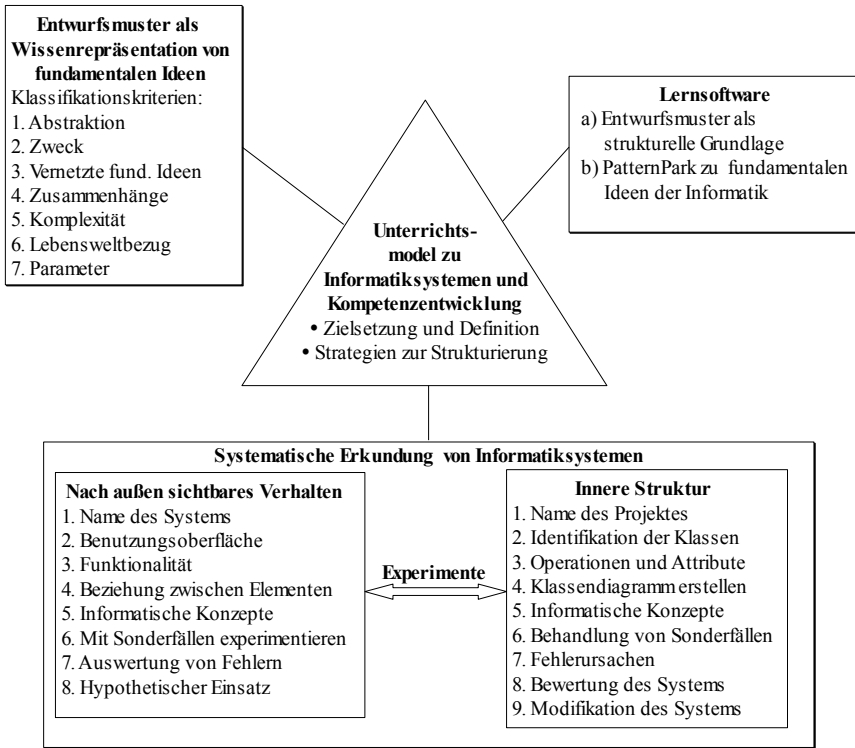 Entwurfsmuster als
Wissenrepräsentation von
fundamentalen Ideen
Klassifikationskriterien:
1. Abstraktion
2. Zweck
3. Vernetzte fund. Ideen
4. Zusammenhänge
5. Komplexität
6. Lebensweltbezug
7. Parameter
Lernsoftware
a) Entwurfsmuster als
strukturelle Grundlage
b) PatternPark zu fundamentalen
Ideen der Informatik
Unterrichts-
model zu
Informatiksystemen und
Kompetenzentwicklung
• Zielsetzung und Definition
• Strategien zur Strukturierung
Systematische Erkundung von Informatiksystemen
Nach außen sichtbares Verhalten
1. Name des Systems
2. Benutzungsoberfläche
3. Funktionalität
4. Beziehung zwischen Elementen
5. Informatische Konzepte
6. Mit Sonderfällen experimentieren
7. Auswertung von Fehlern
8. Hypothetischer Einsatz
Experimente
Innere Struktur
1. Name des Projektes
2. Identifikation der Klassen
3. Operationen und Attribute
4. Klassendiagramm erstellen
5. Informatische Konzepte
6. Behandlung von Sonderfällen
7. Fehlerursachen
8. Bewertung des Systems
9. Modifikation des Systems